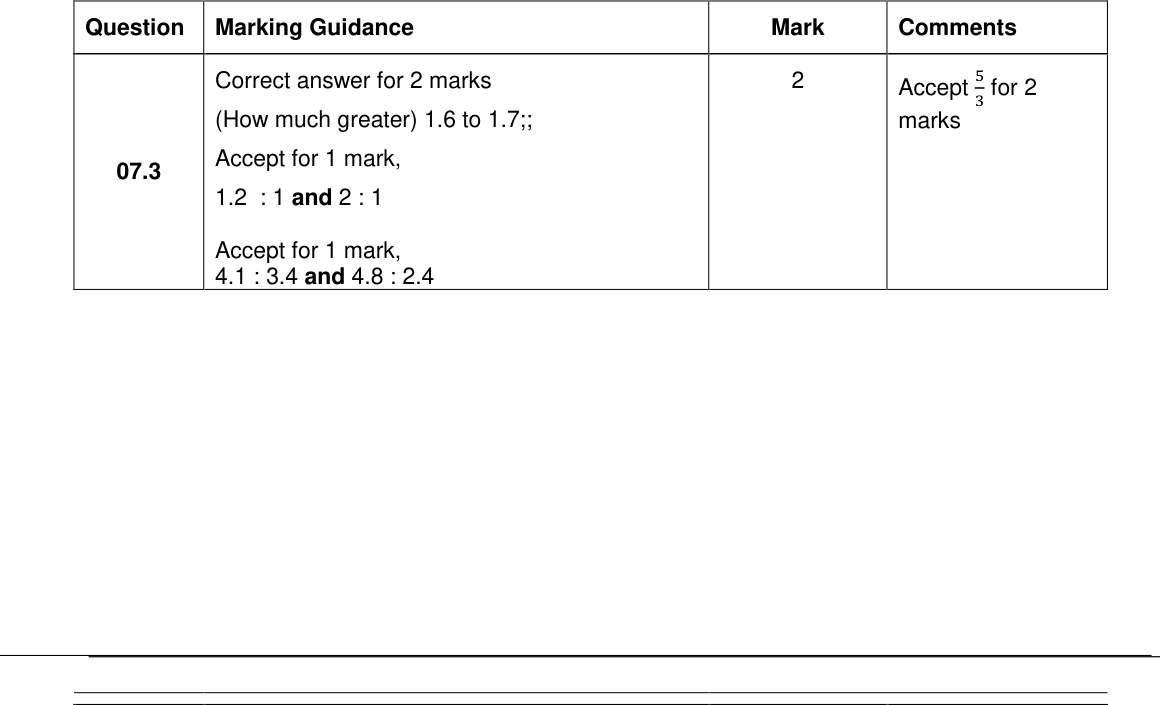 Question Marking Guidance Mark Comments
07.3
Correct answer for 2 marks
(How much greater) 1.6 to 1.7;;
Accept for 1 mark,
1.2 : 1 and 2 : 1
Accept for 1 mark,
4.1 : 3.4 and 4.8 : 2.4
2
Accept 5/3 for 2
marks